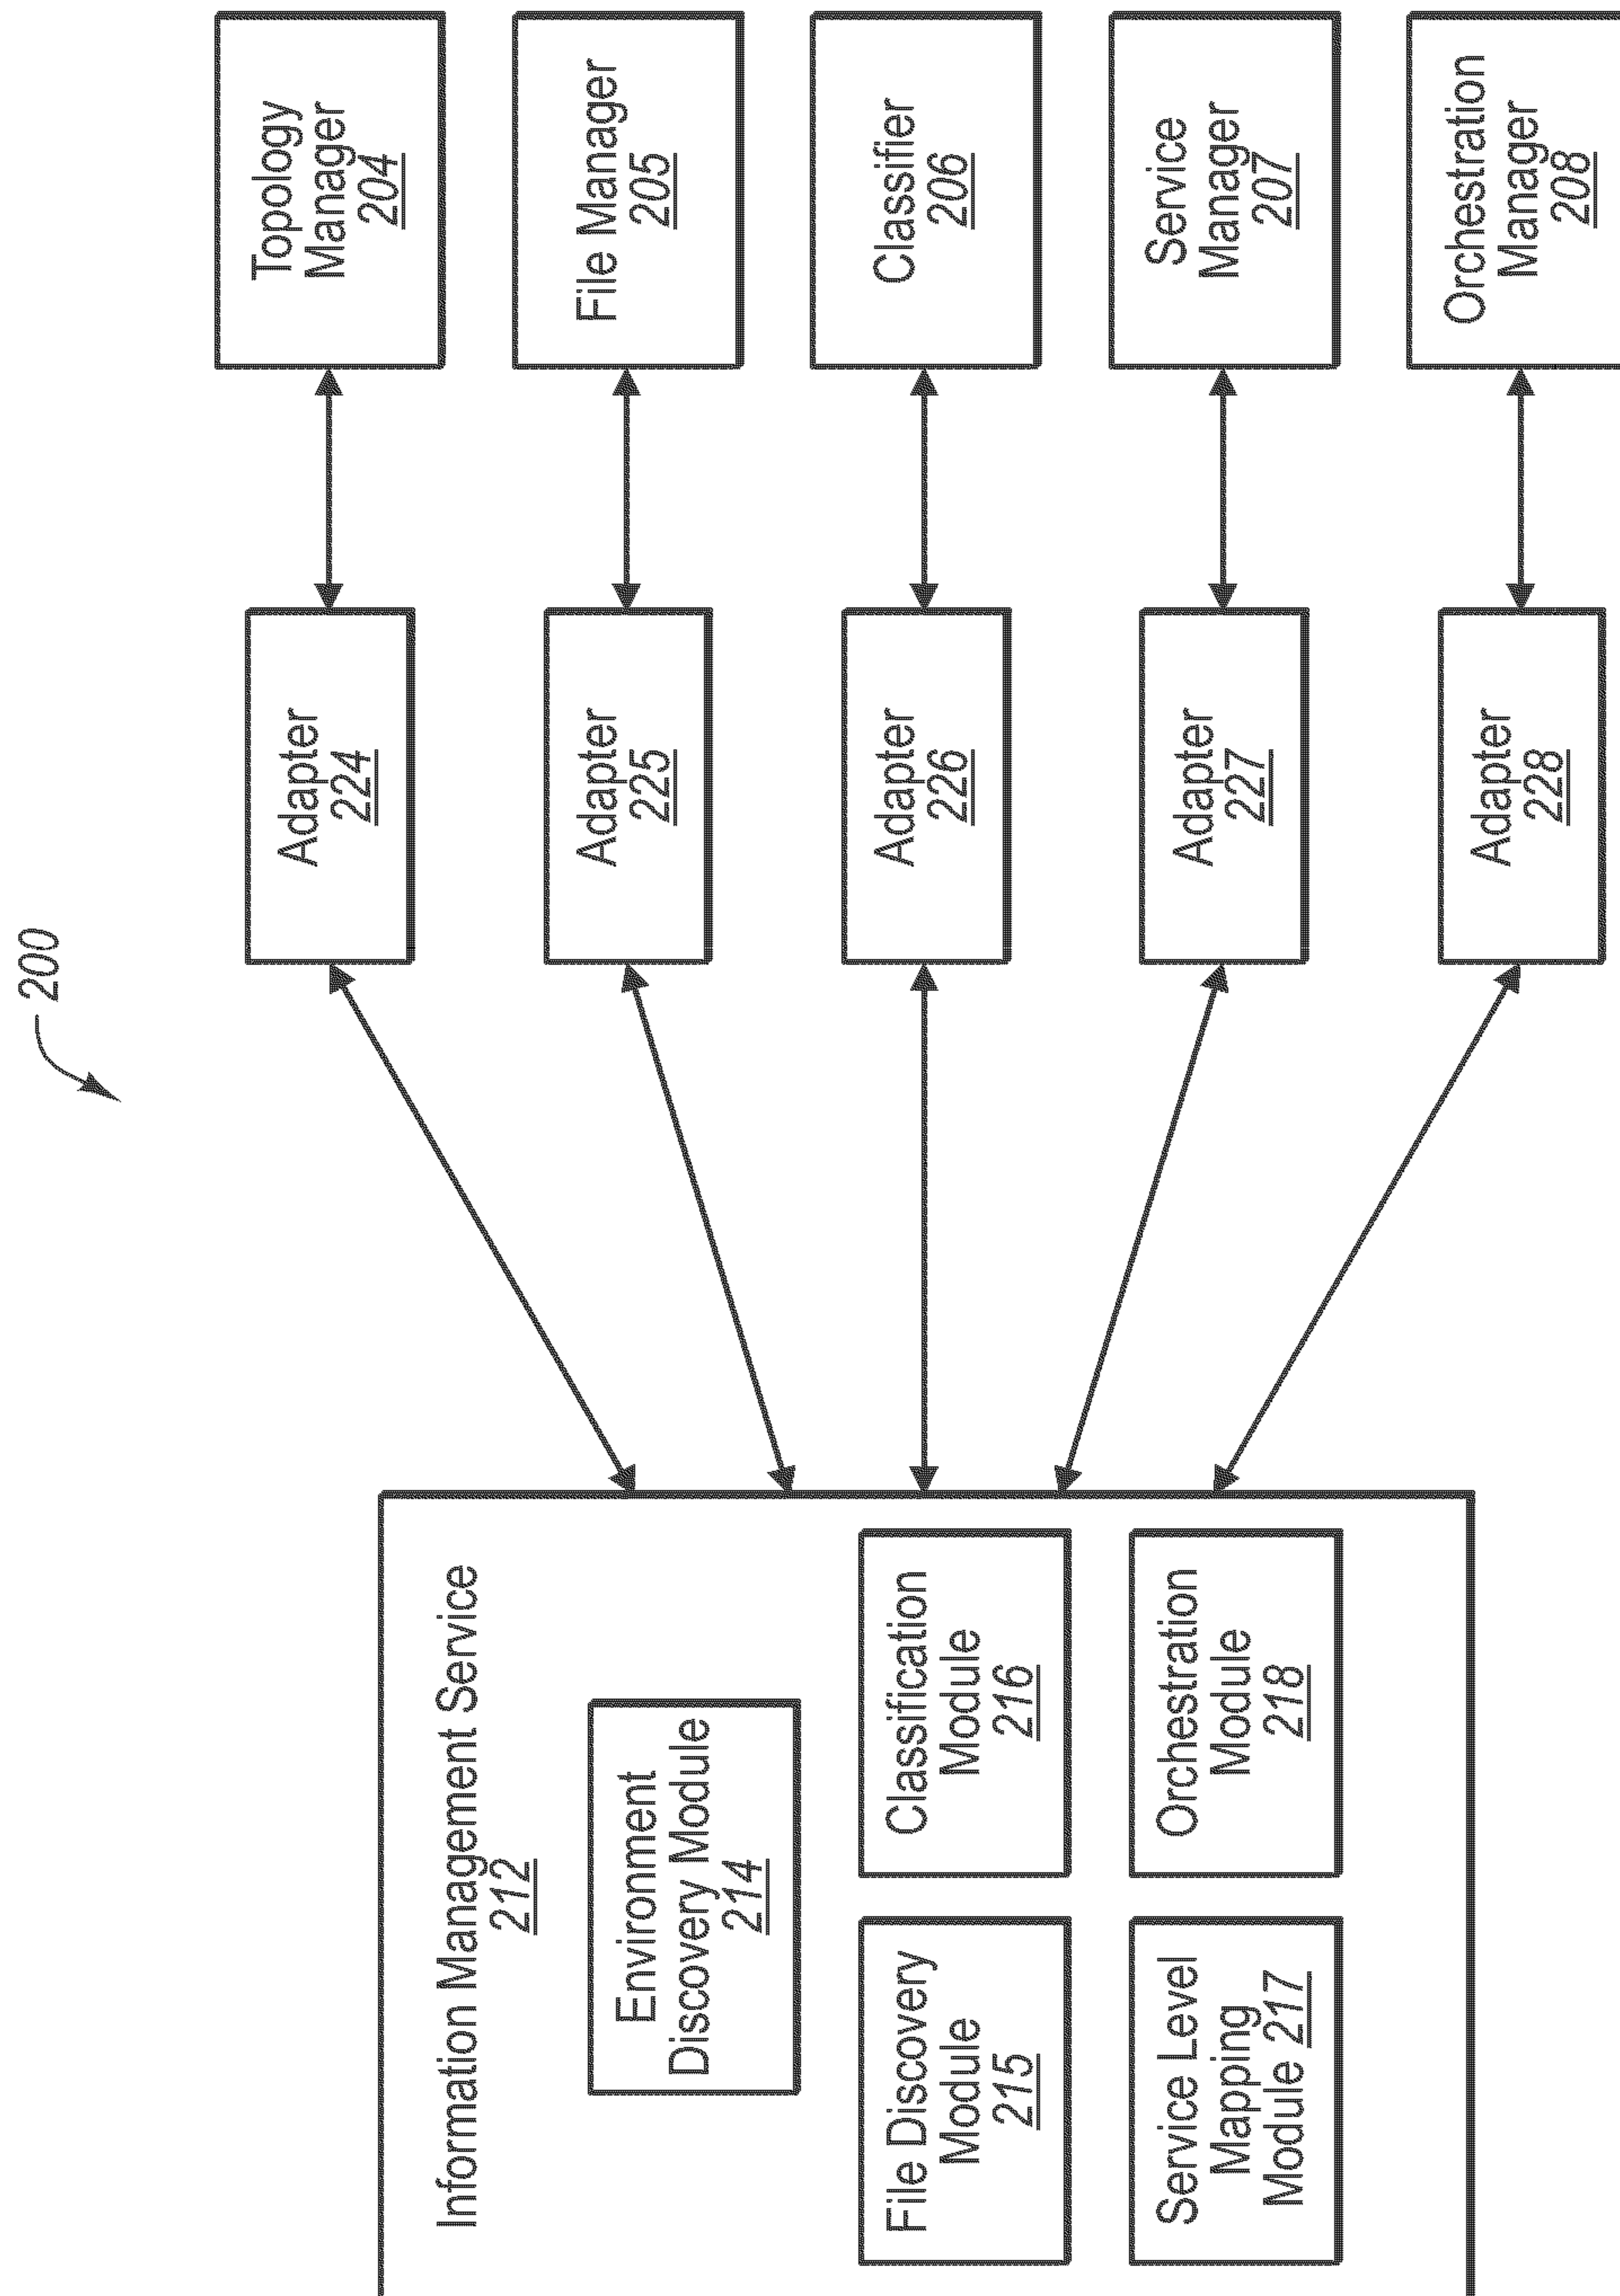 200
Information Management Service
212
Environment
Discovery Module
214
File Discovery
Module
215
Classification
Module
216
Service Level
Mapping
Module 217
Orchestration
Module
218
Adapter
224
Adapter
225
Adapter
226
Adapter
227
Adapter
228
Topology
Manager
204
File Manager
205
Classifier
206
Service
Manager
207
Orchestration
Manager
208